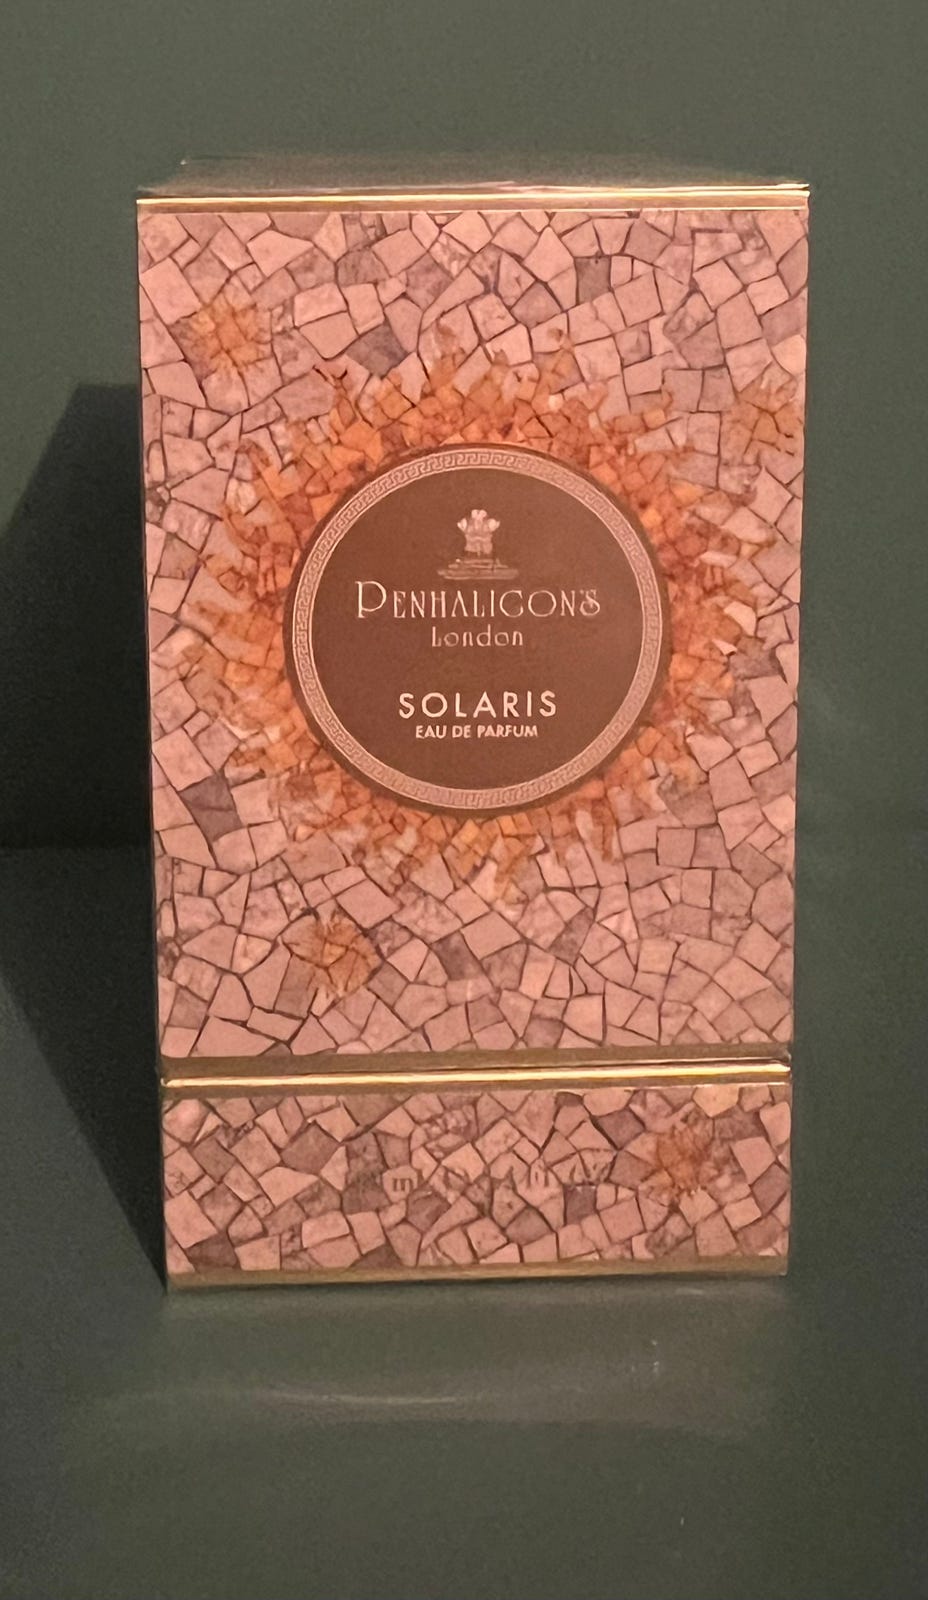 PENHALIGON'S
London
SOLARIS
EAU DE PARFUM